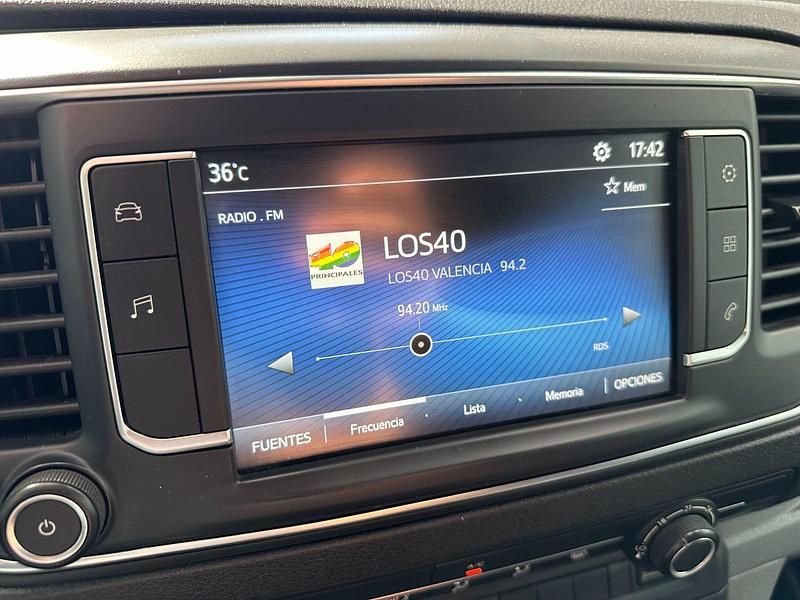 36°C
17:42
Mem
RADIO . FM
40
PRINCIPALES
LOS40
LOS40 VALENCIA 94.2
94.20 MHz
RDS
FUENTES
Frecuencia
Lista
Memoria
OPCIONES